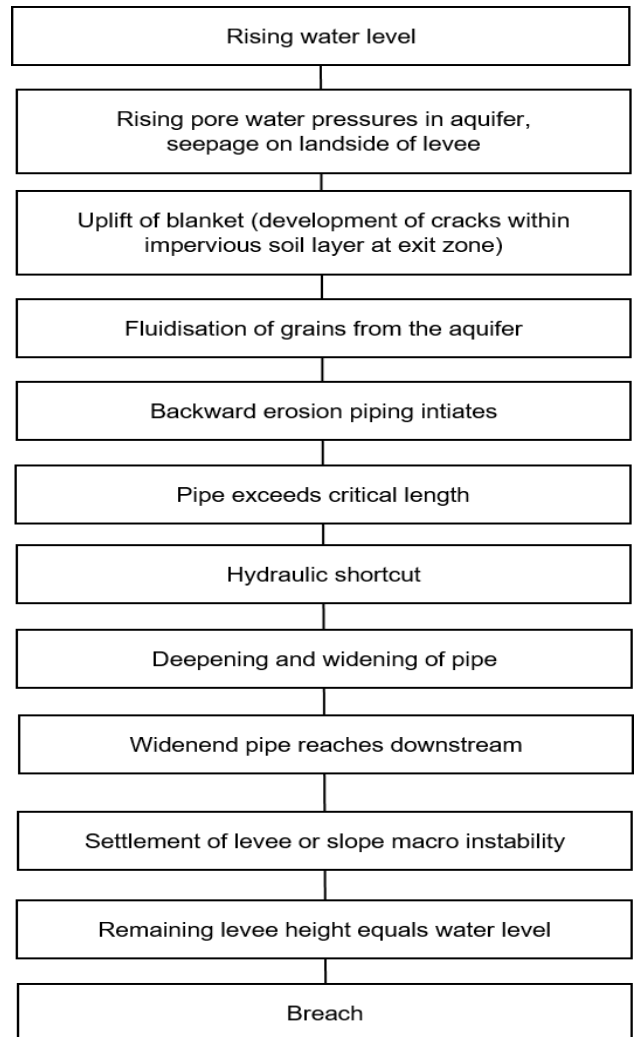 Rising water level
Rising pore water pressures in aquifer,
seepage on landside of levee
Uplift of blanket (development of cracks within
impervious soil layer at exit zone)
Fluidisation of grains from the aquifer
Backward erosion piping intiates
Pipe exceeds critical length
Hydraulic shortcut
Deepening and widening of pipe
Widenend pipe reaches downstream
Settlement of levee or slope macro instability
Remaining levee height equals water level
Breach